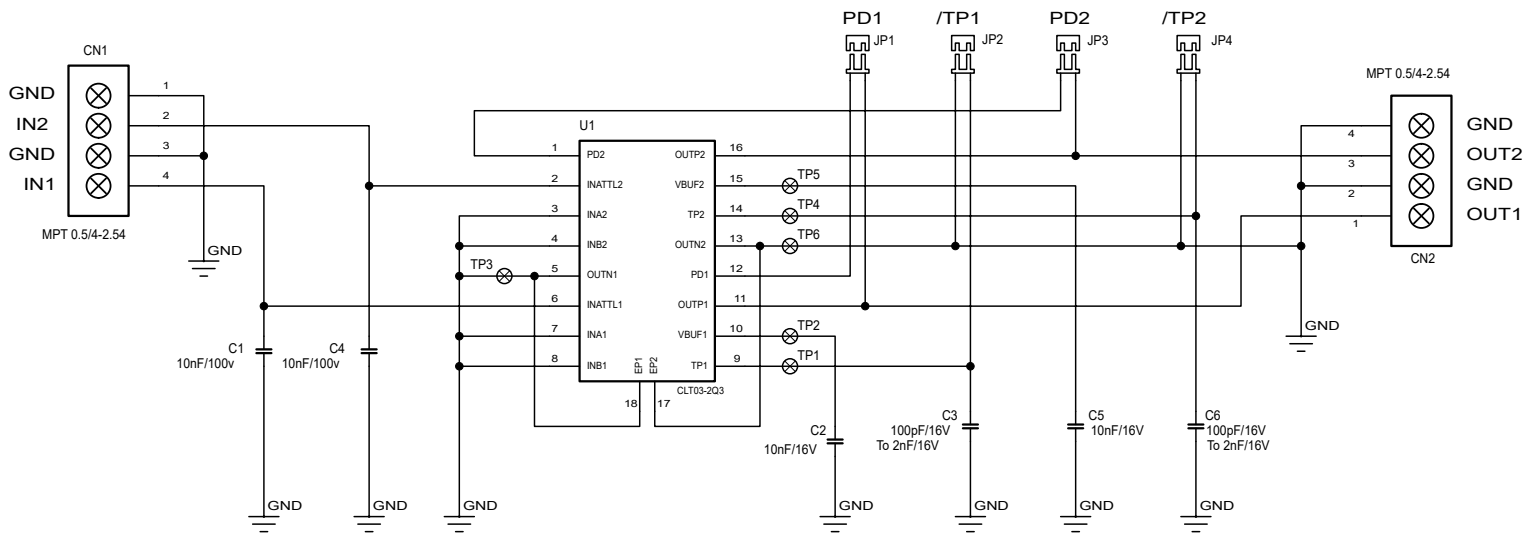 PD1
/TP1
PD2
/TP2
JP1
JP2
JP3
JP4
CN1
GND
IN2
GND
IN1
1
2
3
4
MPT 0.5/4-2.54
GND
MPT 0.5/4-2.54
4
3
2
1
GND
OUT2
GND
OUT1
CN2
GND
U1
1
2
3
4
5
6
7
8
PD2
INATTL2
INA2
INB2
OUTN1
INATTL1
INA1
INB1
OUTP2
VBUF2
TP2
OUTN2
PD1
OUTP1
VBUF1
TP1
16
15
14
13
12
11
10
9
EP1
EP2
18
17
CLT03-2Q3
TP3
TP5
TP4
TP6
TP2
TP1
C1
10nF/100v
C4
10nF/100v
C2
10nF/16V
C3
100pF/16V
To 2nF/16V
C5
10nF/16V
C6
100pF/16V
To 2nF/16V
GND
GND
GND
GND
GND
GND
GND